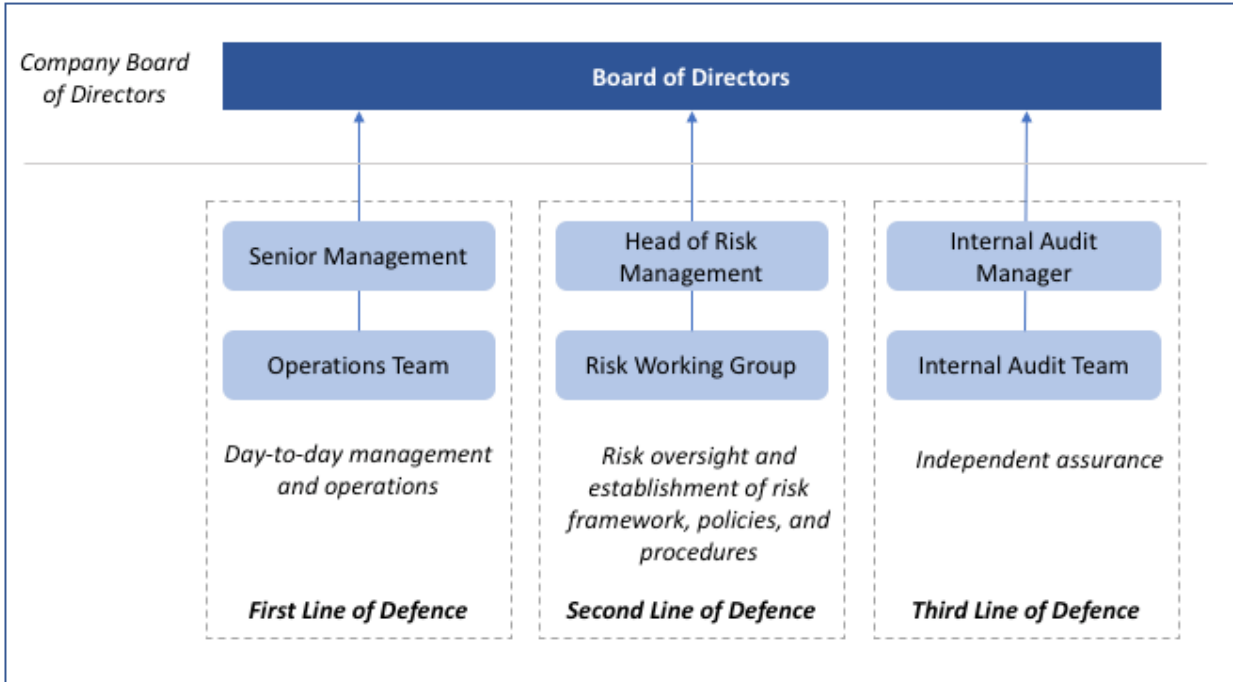 Company Board
of Directors
Board of Directors
Senior Management
Operations Team
Day-to-day management
and operations
First Line of Defence
Head of Risk
Management
Risk Working Group
Risk oversight and
establishment of risk
framework, policies, and
procedures
Second Line of Defence
Internal Audit
Manager
Internal Audit Team
Independent assurance
Third Line of Defence